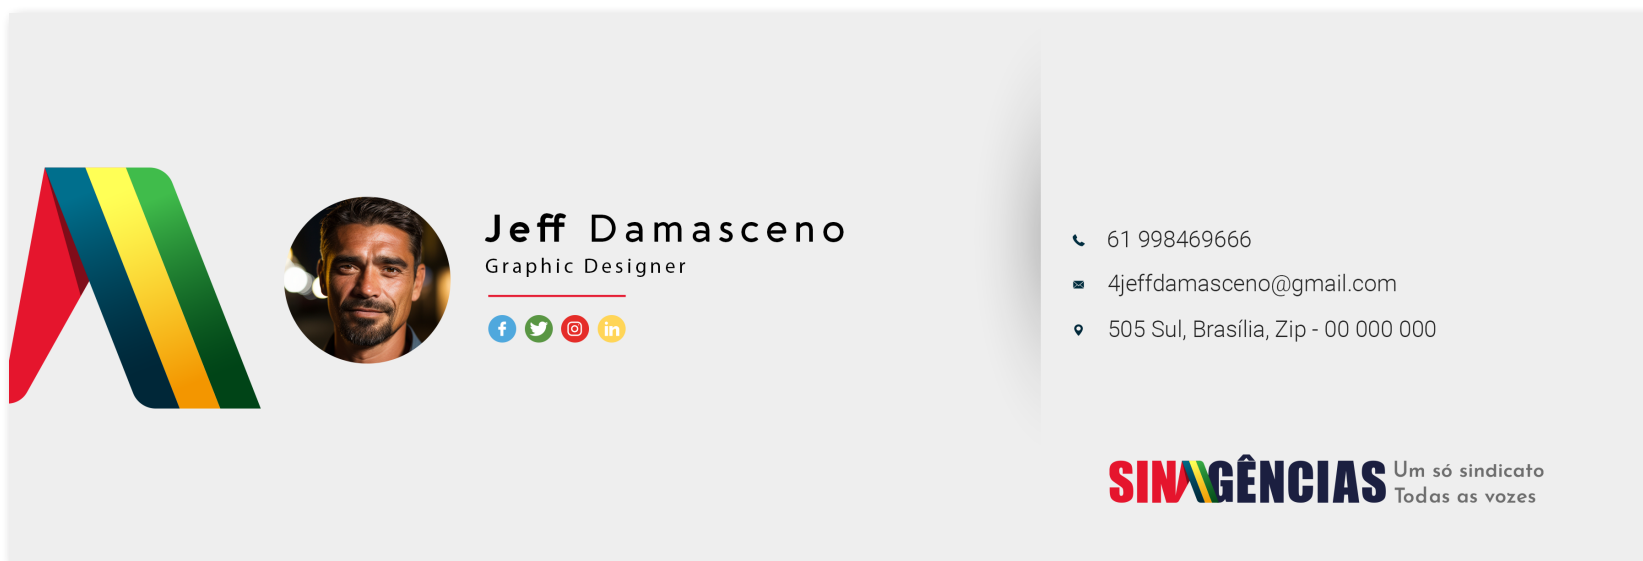 Jeff Damasceno
Graphic Designer
61 998469666
4jeffdamasceno@gmail.com
505 Sul, Brasília, Zip - 00 000 000
SINAGÊNCIAS
Um só sindicato
Todas as vozes